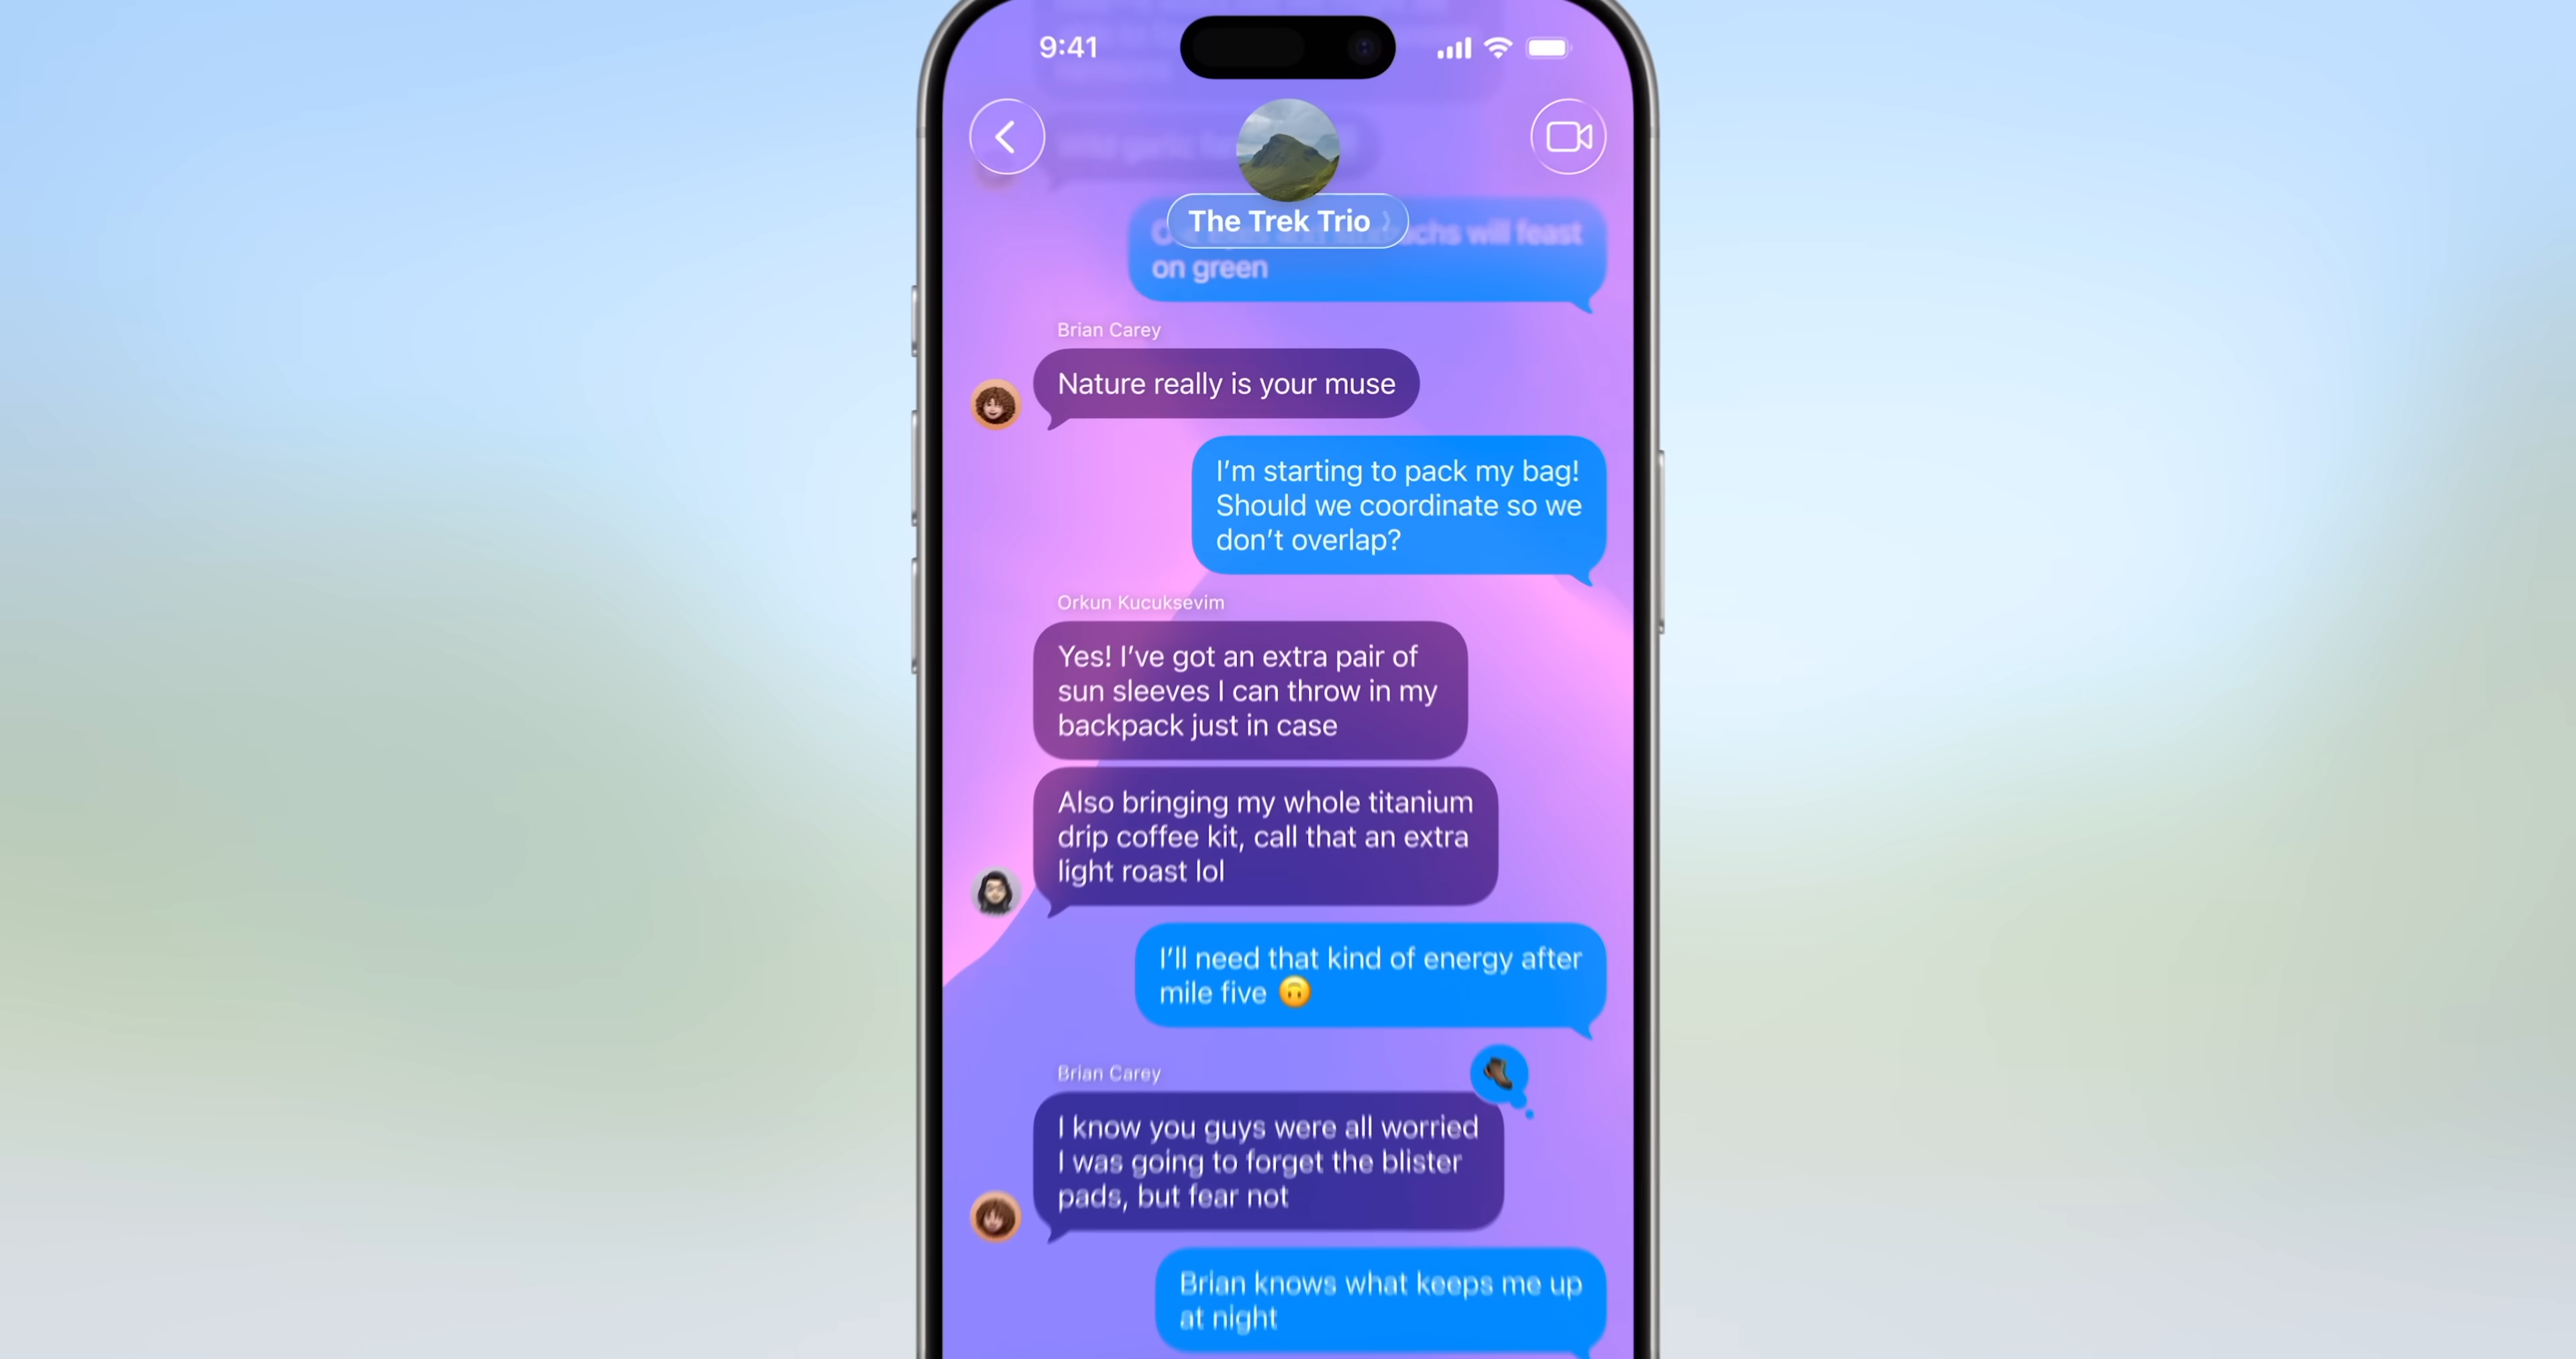 9:41
The Trek Trio
will feast
on green
Brian Carey
Nature really is your muse
I’m starting to pack my bag!
Should we coordinate so we
don’t overlap?
Orkun Kucuksevim
Yes! I’ve got an extra pair of
sun sleeves I can throw in my
backpack just in case
Also bringing my whole titanium
drip coffee kit, call that an extra
light roast lol
I’ll need that kind of energy after
mile five 🙃
Brian Carey
I know you guys were all worried
I was going to forget the blister
pads, but fear not
Brian knows what keeps me up
at night